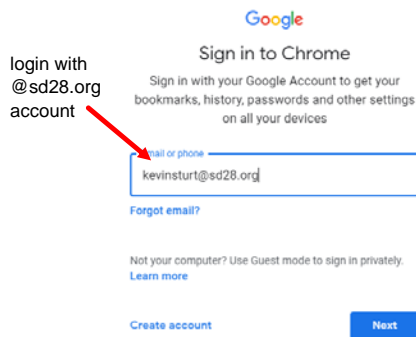 Google
Sign in to Chrome
login with
@sd28.org
account
Sign in with your Google Account to get your
bookmarks, history, passwords and other settings
on all your devices
Email or phone
kevinsturt@sd28.org
Forgot email?
Not your computer? Use Guest mode to sign in privately.
Learn more
Create account
Next